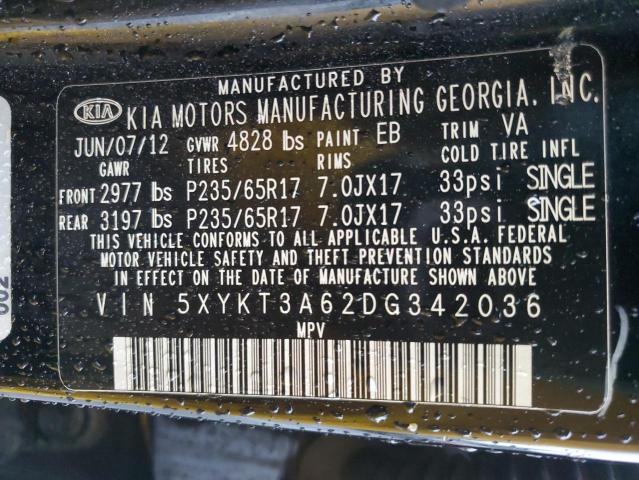 MANUFACTURED BY
KIA KIA MOTORS MANUFACTURING GEORGIA, INC.
JUN/07/12 GVWR 4828 lbs PAINT EB TRIM VA
GAWR TIRES RIMS COLD TIRE INFL
FRONT 2977 lbs P235/65R17 7.0JX17 33psi SINGLE
REAR 3197 lbs P235/65R17 7.0JX17 33psi SINGLE
THIS VEHICLE CONFORMS TO ALL APPLICABLE U.S.A. FEDERAL
MOTOR VEHICLE SAFETY AND THEFT PREVENTION STANDARDS
IN EFFECT ON THE DATE OF MANUFACTURE SHOWN ABOVE.
VIN 5XYKT3A62DG342036
MPV